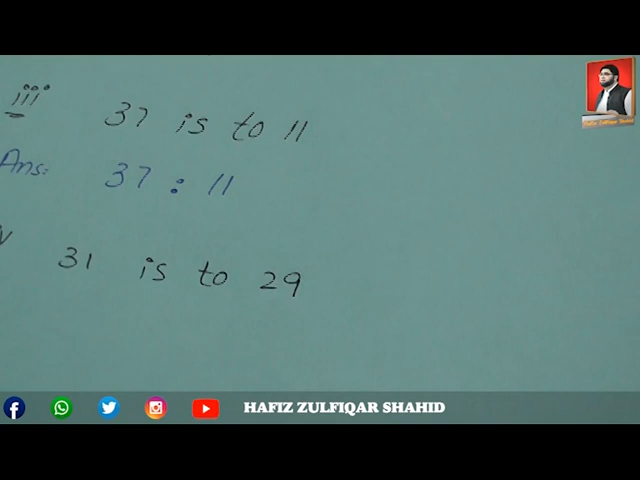 iii 37 is to 11
Ans: 37 : 11
31 is to 29
HAFIZ ZULFIQAR SHAHID